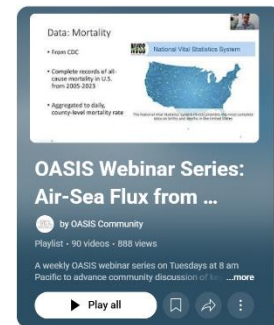 Data: Mortality
• From CDC
• Complete records of all-
cause mortality in U.S.
from 2005-2023
• Aggregated to daily,
county-level mortality rate
National Vital Statistics System
OASIS Webinar Series:
Air-Sea Flux from ...
by OASIS Community
Playlist • 90 videos • 888 views
A weekly OASIS webinar series on Tuesdays at 8 am
Pacific to advance community discussion of key ...more
Play all